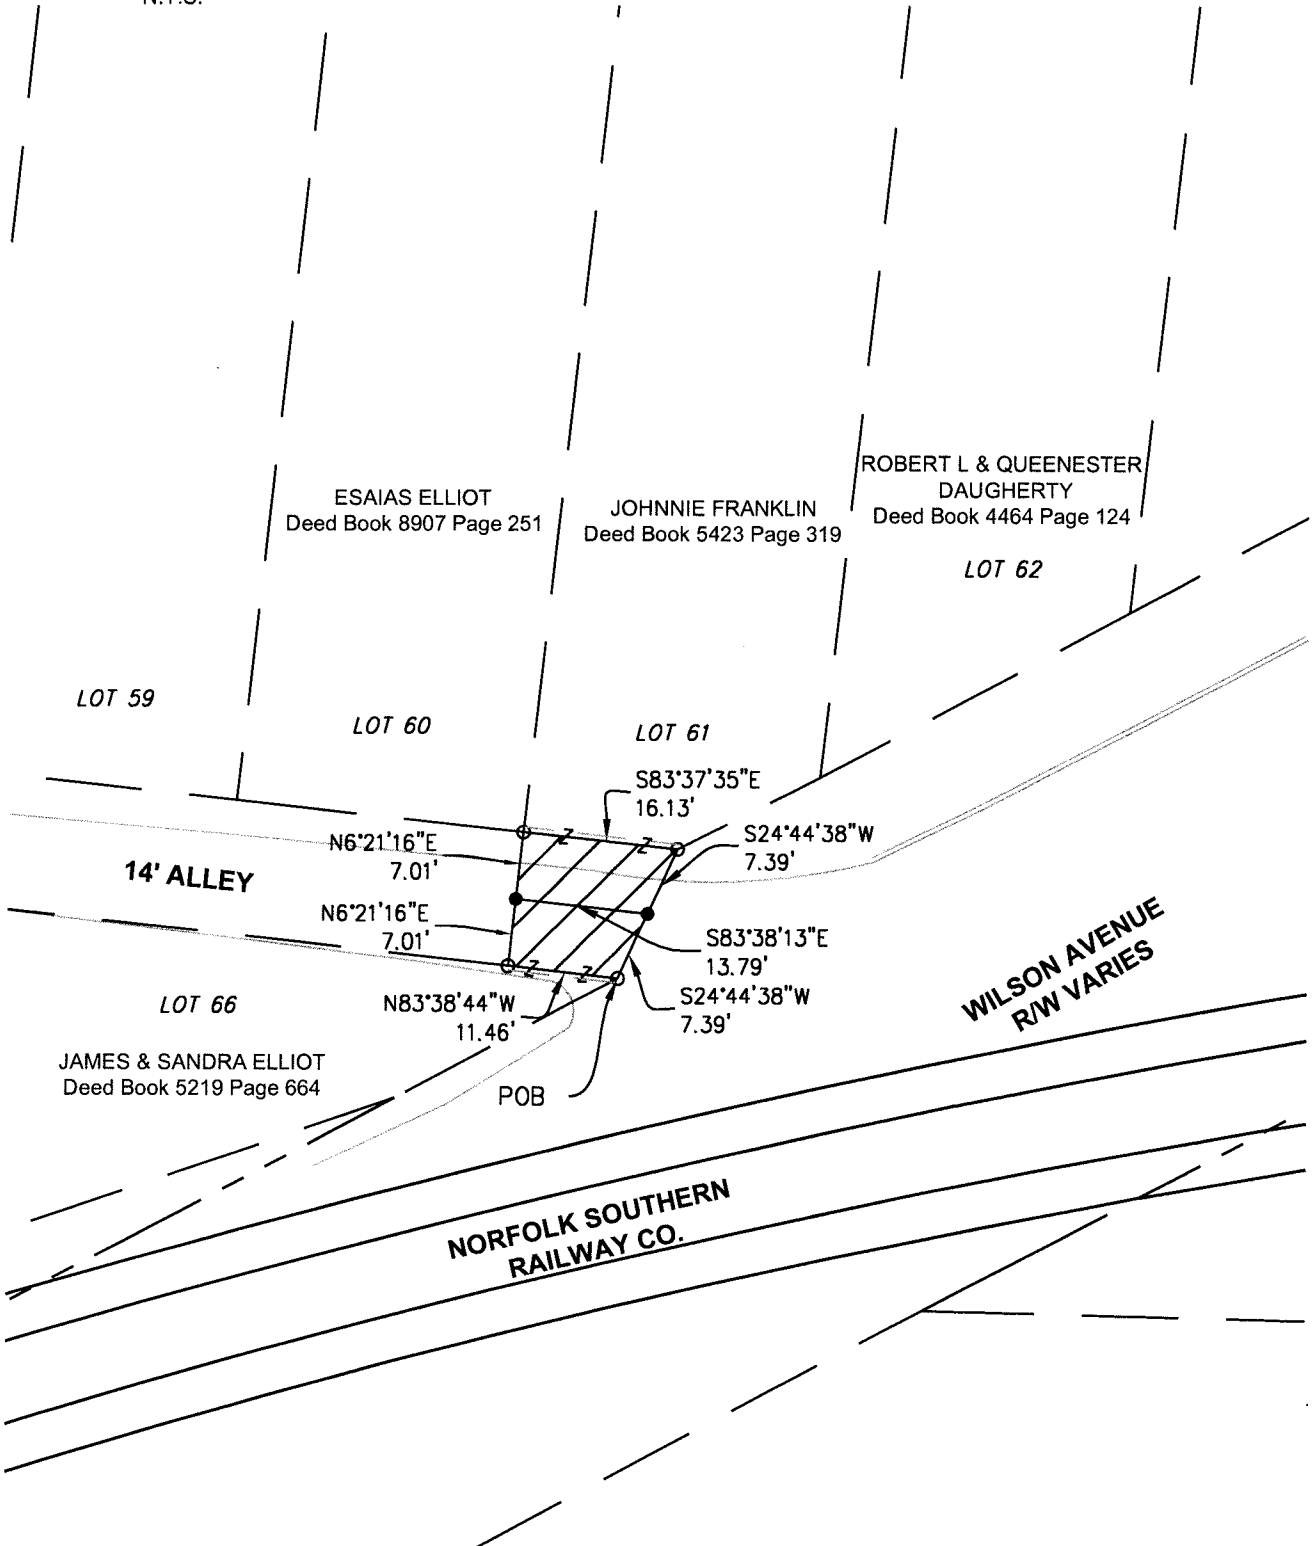 N.T.S.
ESAIAS ELLIOT
Deed Book 8907 Page 251
JOHNNIE FRANKLIN
Deed Book 5423 Page 319
ROBERT L & QUEENESTER
DAUGHERTY
Deed Book 4464 Page 124
LOT 62
LOT 59
LOT 60
LOT 61
S83°37'35"E
16.13'
N6°21'16"E
7.01'
S24°44'38"W
7.39'
14' ALLEY
N6°21'16"E
7.01'
S83°38'13"E
13.79'
WILSON AVENUE
R/W VARIES
LOT 66
N83°38'44"W
11.46'
S24°44'38"W
7.39'
JAMES & SANDRA ELLIOT
Deed Book 5219 Page 664
POB
NORFOLK SOUTHERN
RAILWAY CO.